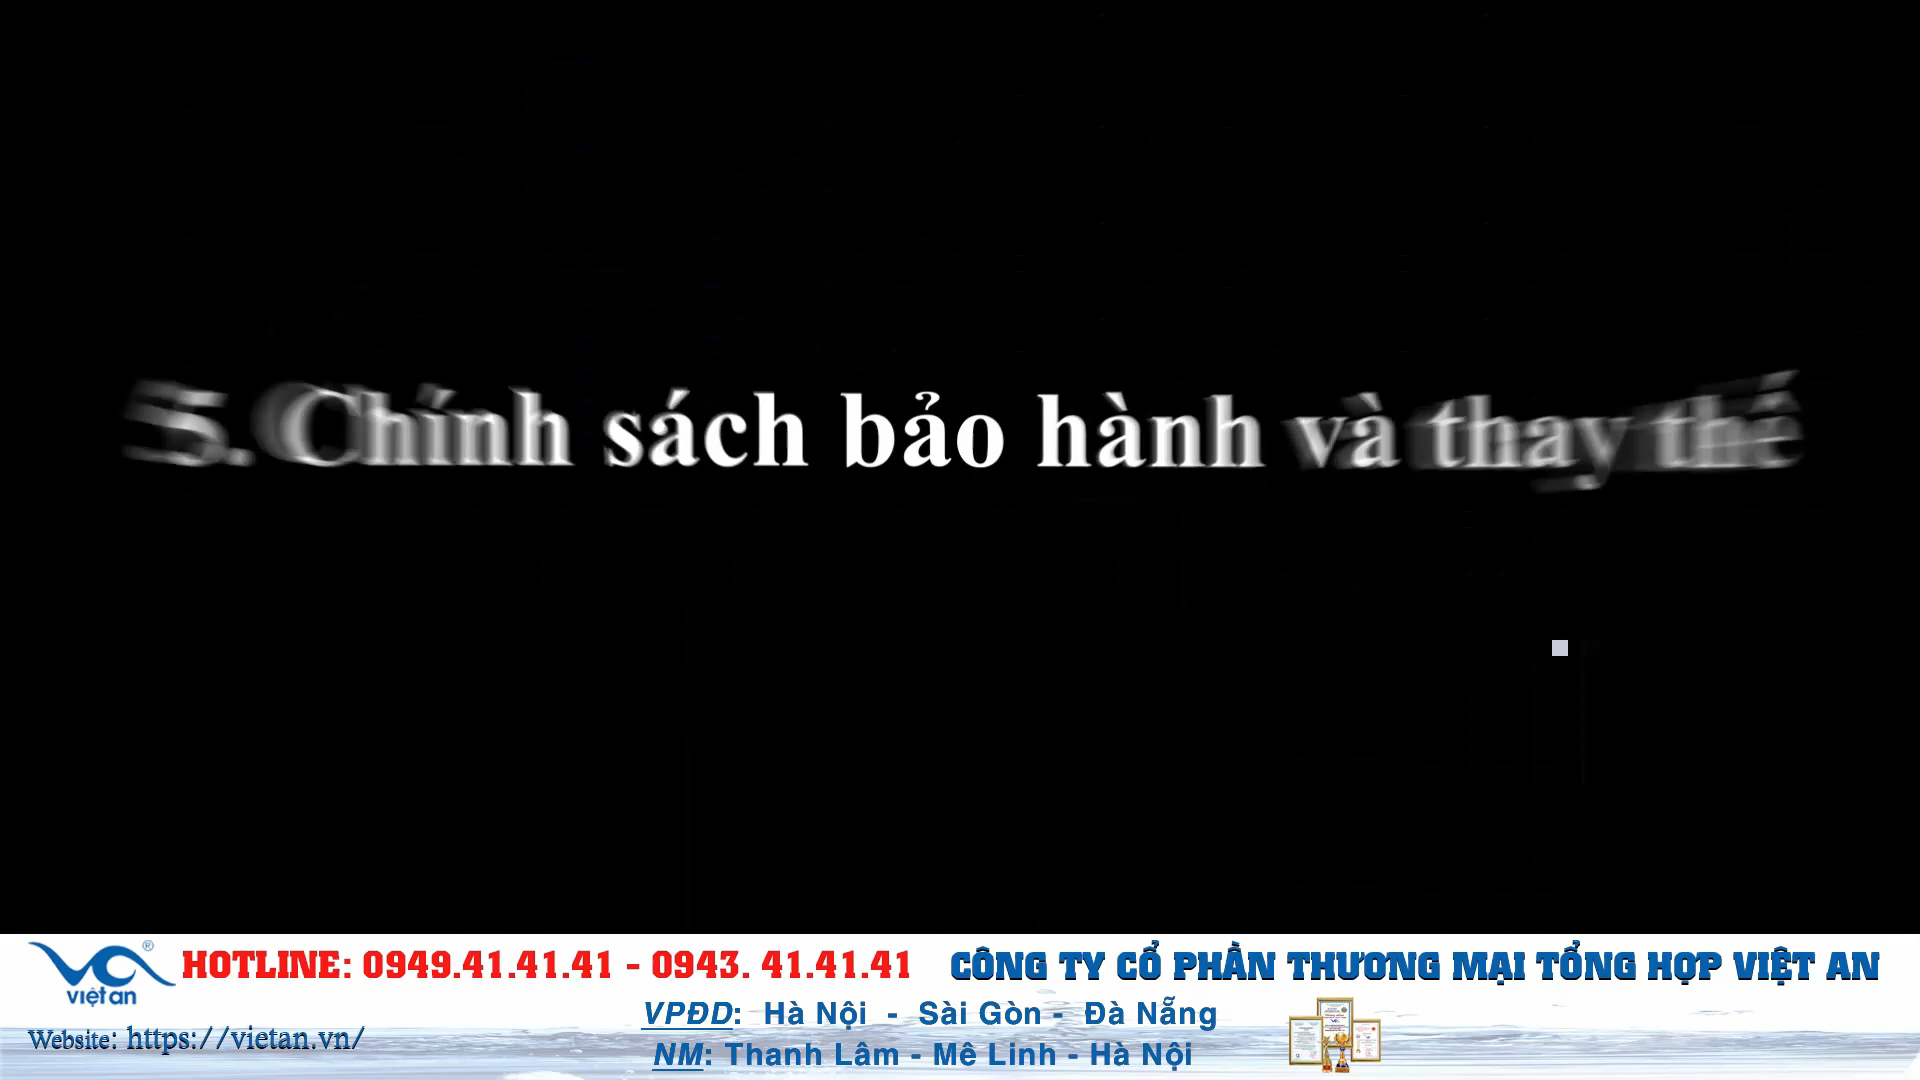 5. Chính sách bảo hành và thay thế
HOTLINE: 0949.41.41.41 - 0943. 41.41.41
CÔNG TY CỔ PHẦN THƯƠNG MẠI TỔNG HỢP VIỆT AN
việt an ®
VPĐD: Hà Nội - Sài Gòn - Đà Nẵng
Website: https://vietan.vn/
NM: Thanh Lâm - Mê Linh - Hà Nội